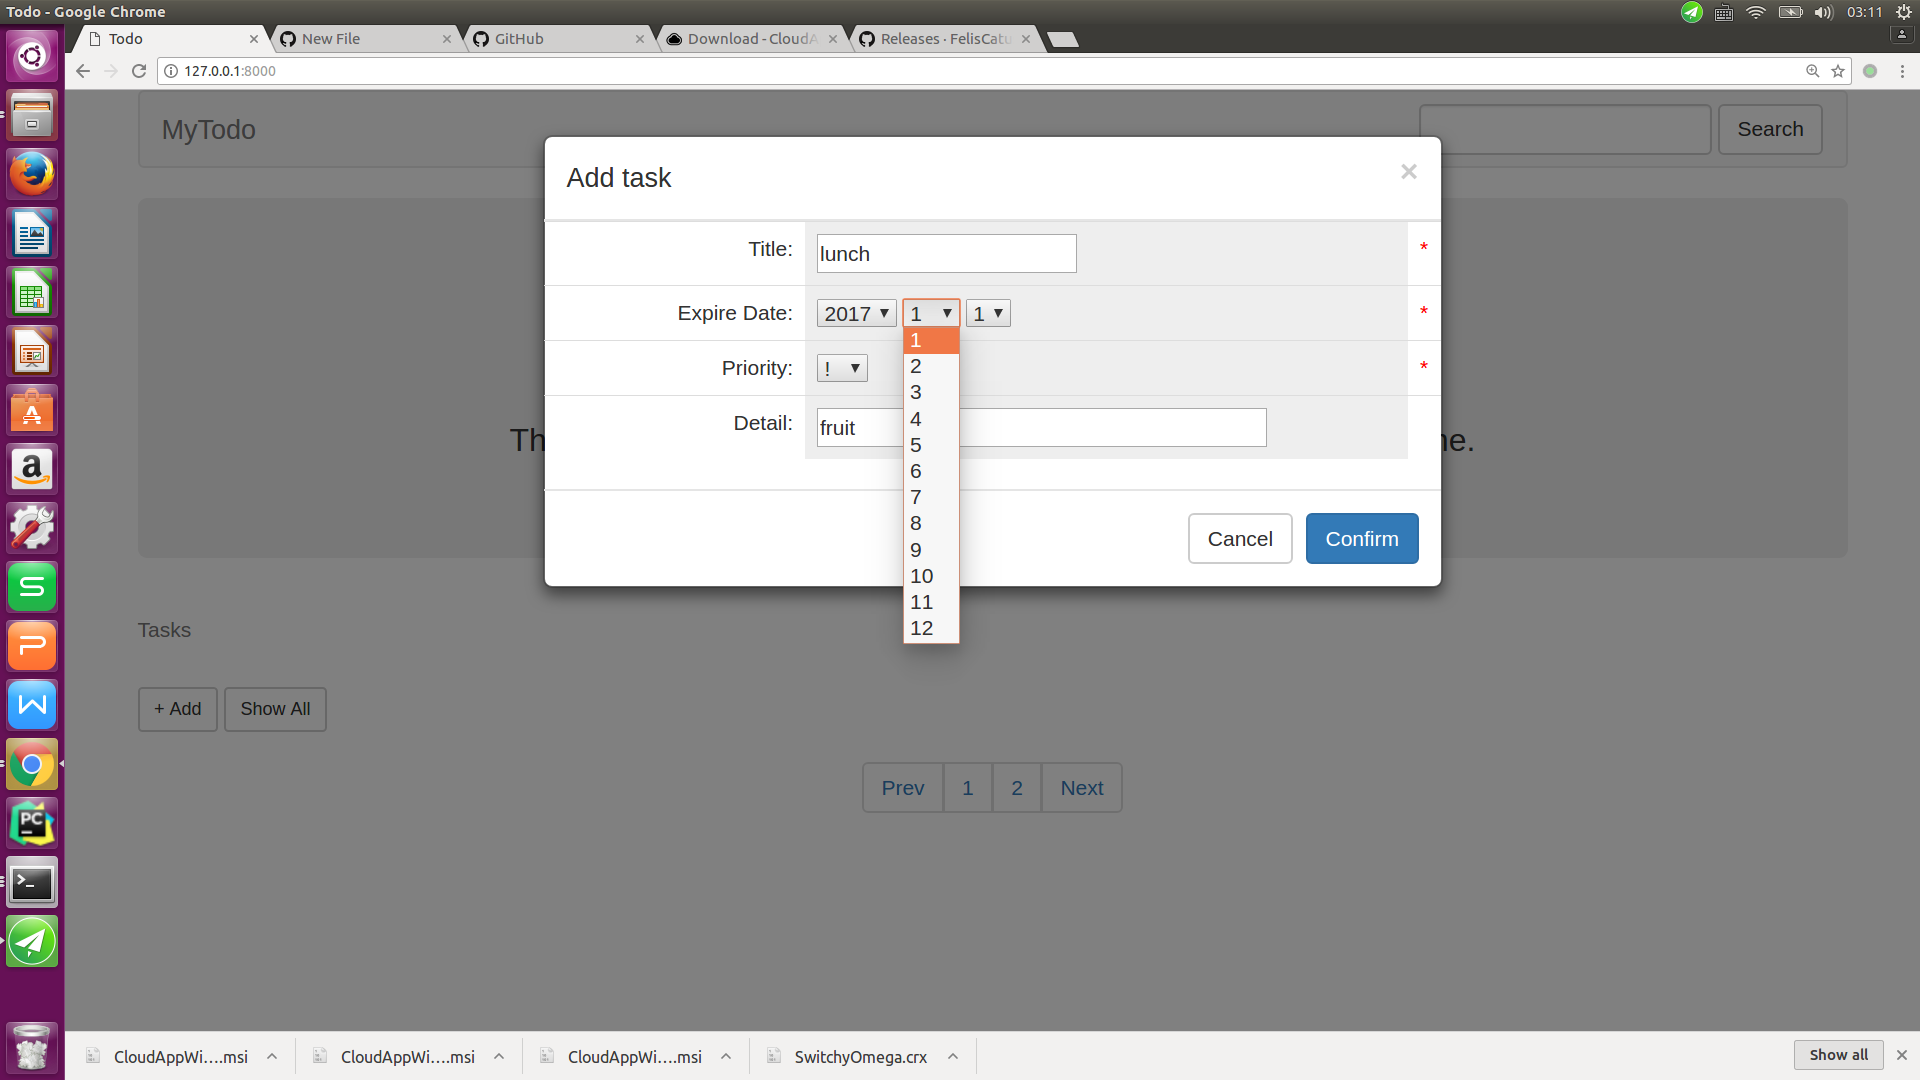 Todo - Google Chrome
03:11
Todo
New File
GitHub
Download - CloudA
Releases · FelisCatu
127.0.0.1:8000
MyTodo
Search
Add task
×
Title:
lunch
*
Expire Date:
2017
1
1
*
1
2
3
4
5
6
7
8
9
10
11
12
Priority:
!
*
Detail:
fruit
Th
ne.
Cancel
Confirm
Tasks
+ Add
Show All
Prev
1
2
Next
CloudAppWi....msi
CloudAppWi....msi
CloudAppWi....msi
SwitchyOmega.crx
Show all